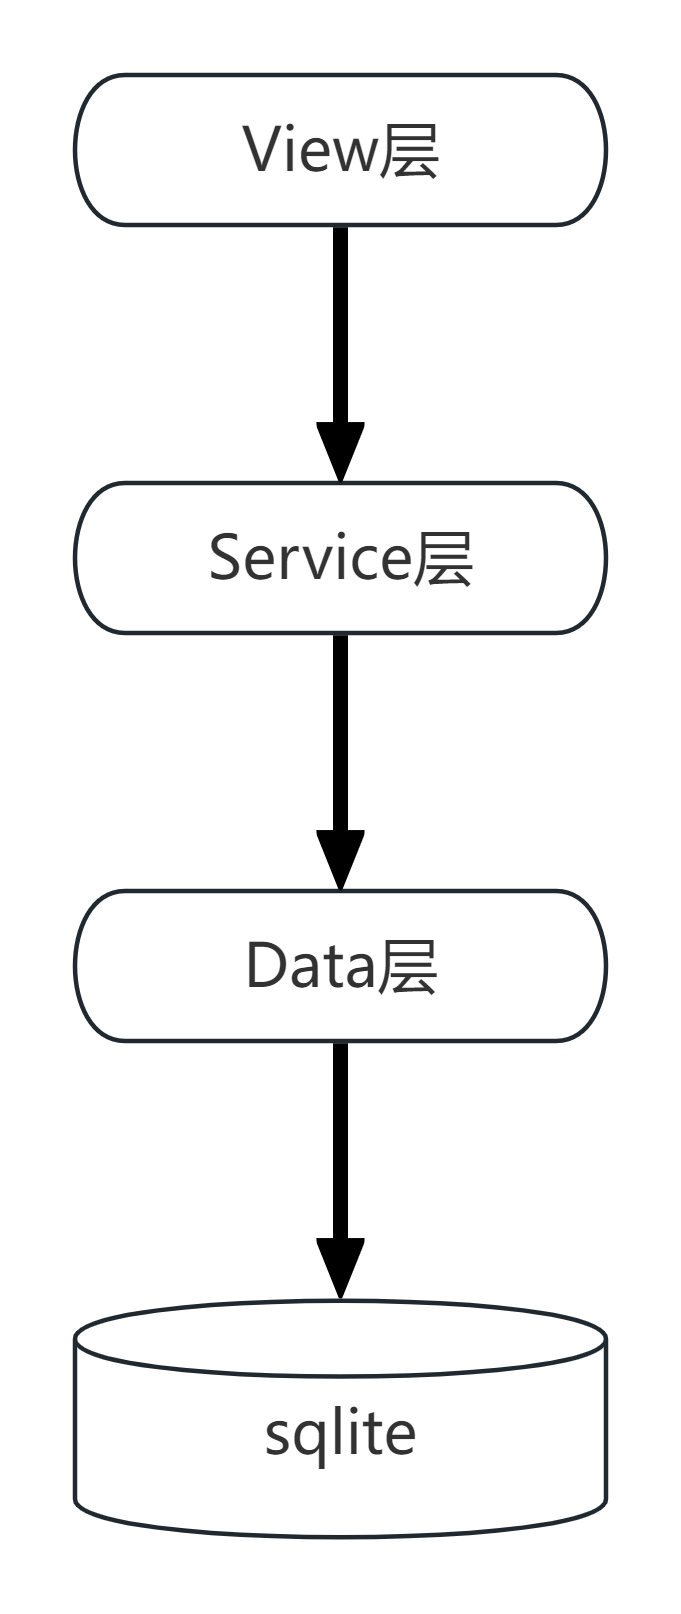 View层
Service层
Data层
sqlite